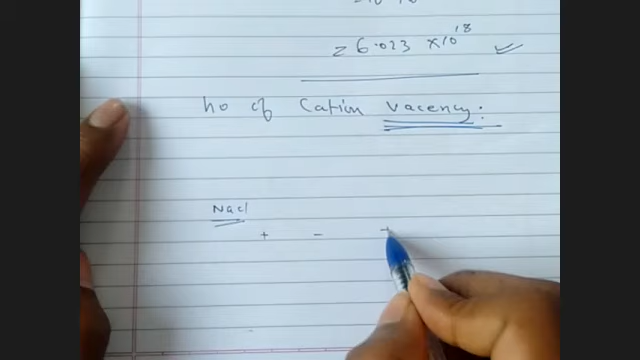 = 6.023 × 10^18 ✓
no of Cation Vacency:
Nacl
+ - +